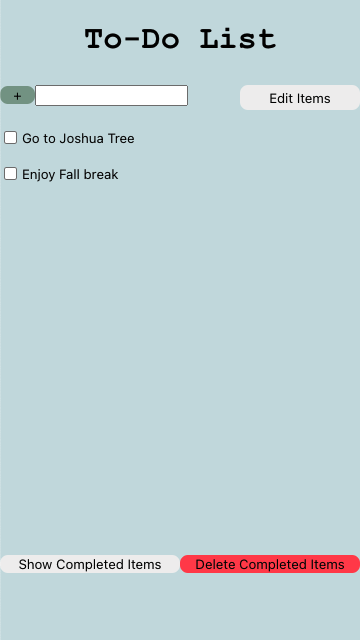 To-Do List
+
Edit Items
Go to Joshua Tree
Enjoy Fall break
Show Completed Items Delete Completed Items